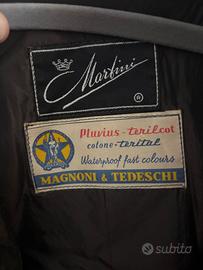 Martini
®
Pluvius - terilcot
cotone - terital
Waterproof fast colours
MAGNONI & TEDESCHI
subito